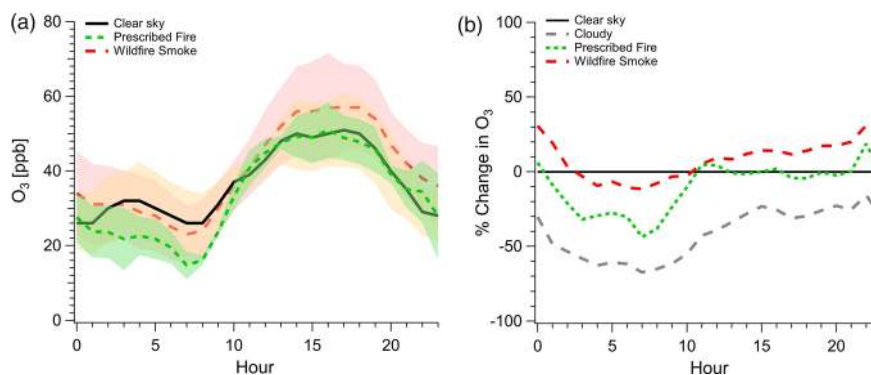 (a)
Clear sky
Prescribed Fire
Wildfire Smoke
O3 [ppb]
80
60
40
20
0
0 5 10 15 20
Hour
(b)
Clear sky
Cloudy
Prescribed Fire
Wildfire Smoke
% Change in O3
100
50
0
-50
-100
0 5 10 15 20
Hour